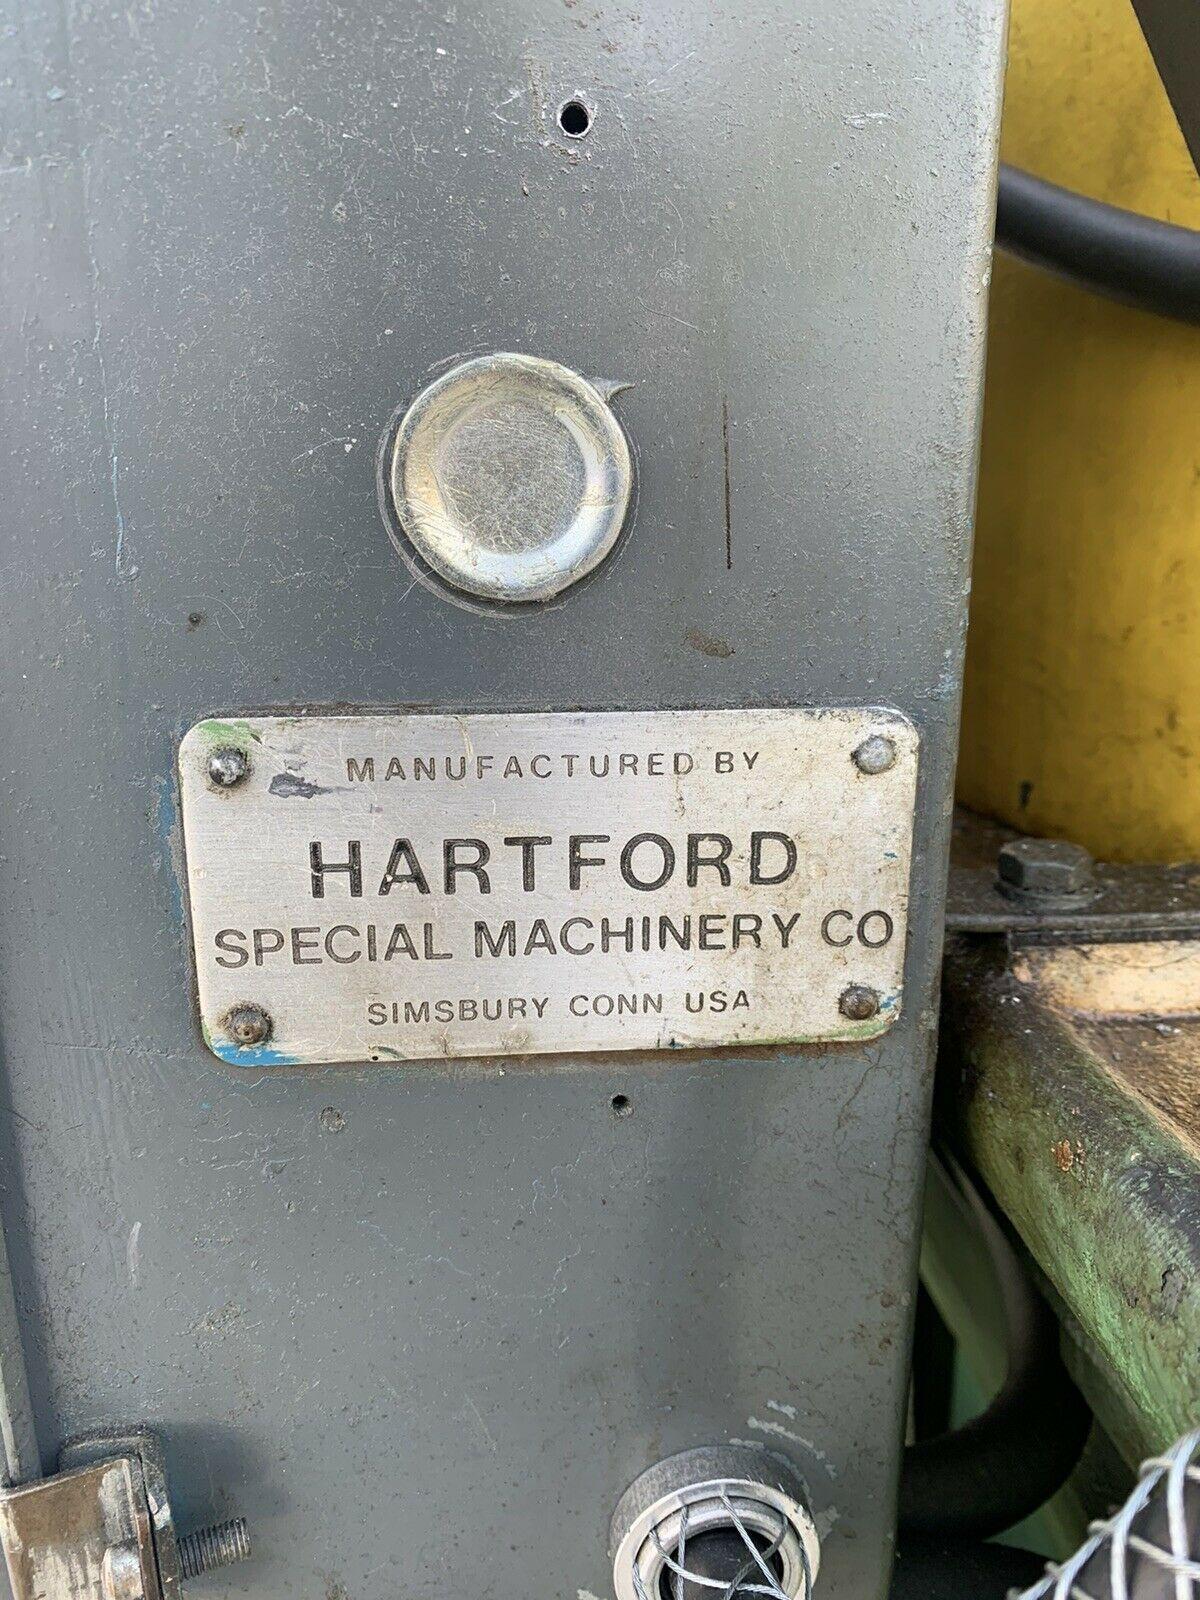 MANUFACTURED BY
HARTFORD
SPECIAL MACHINERY CO
SIMSBURY CONN USA